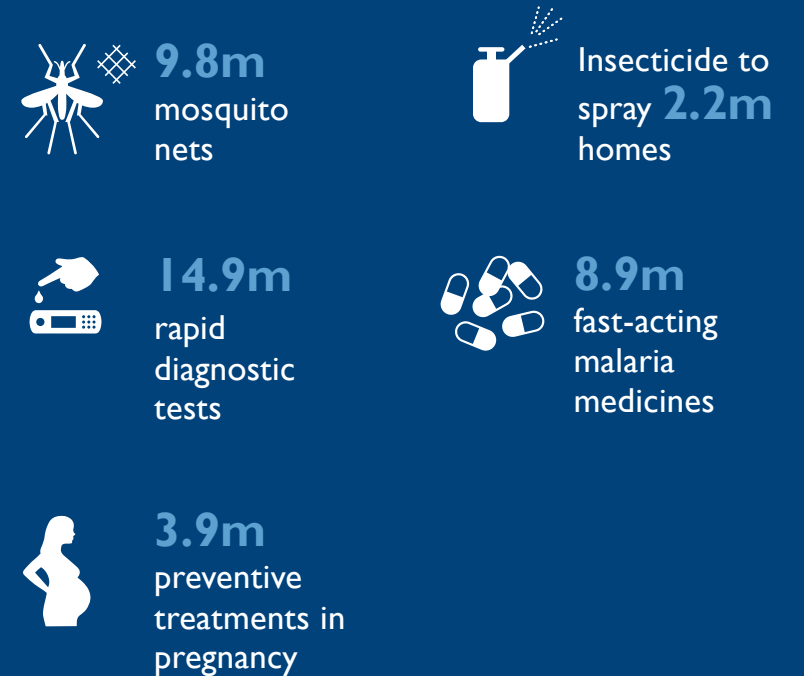 9.8m
mosquito
nets
Insecticide to
spray 2.2m
homes
14.9m
rapid
diagnostic
tests
8.9m
fast-acting
malaria
medicines
3.9m
preventive
treatments in
pregnancy